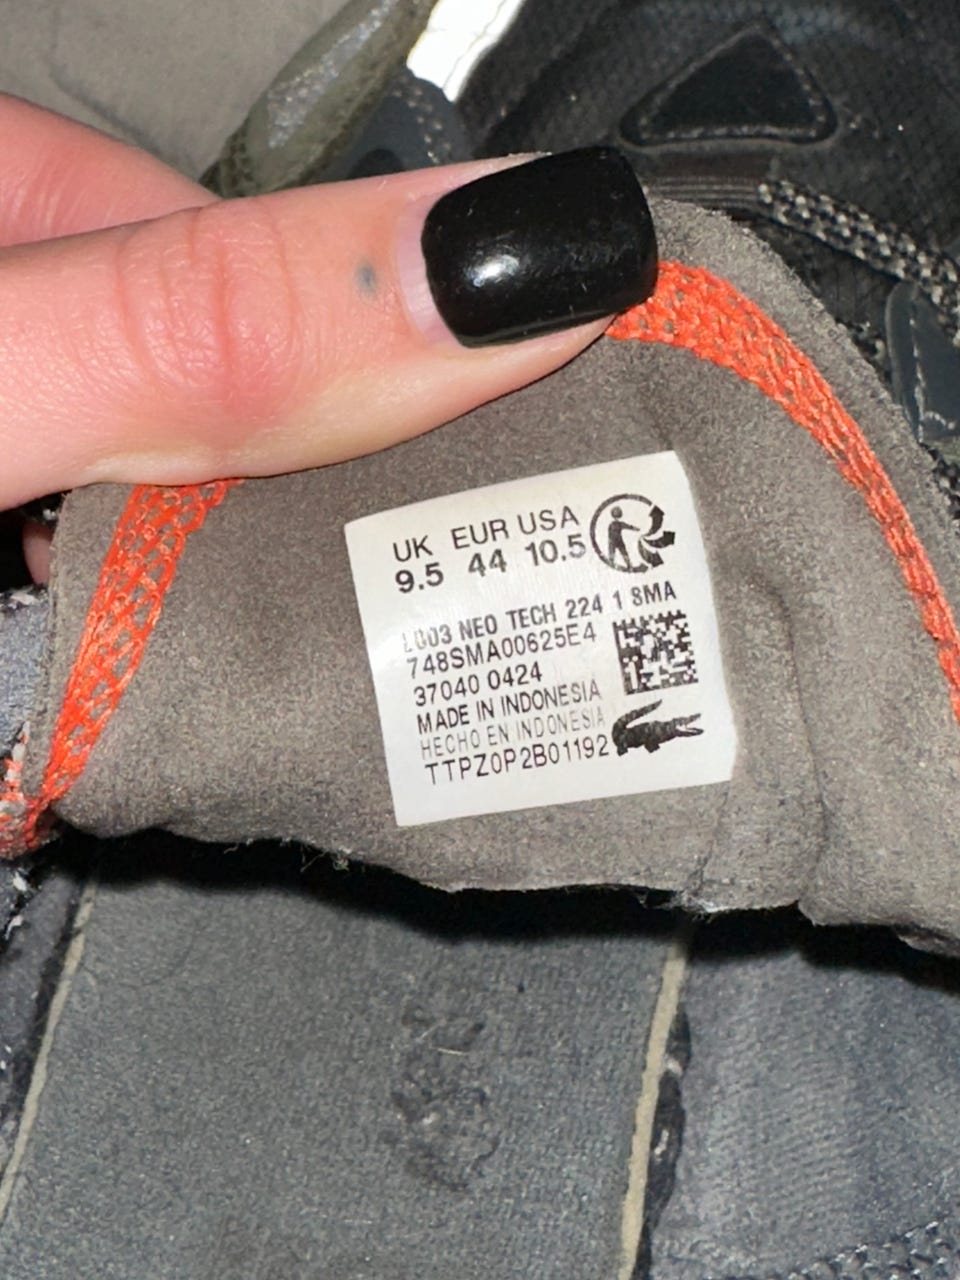 UK EUR USA
9.5 44 10.5
L003 NEO TECH 224 1 SMA
748SMA00625E4
37040 0424
MADE IN INDONESIA
HECHO EN INDONESIA
TTPZ0P2B01192